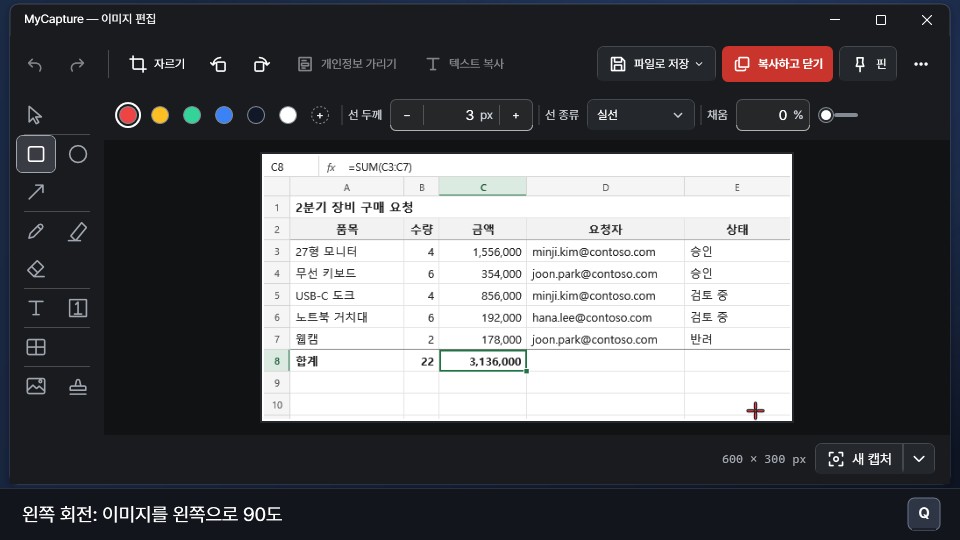 MyCapture — 이미지 편집
자르기 개인정보 가리기 텍스트 복사 파일로 저장 복사하고 닫기 핀
선 두께 − 3 px + 선 종류 실선 채움 0 %
C8 fx =SUM(C3:C7)
A B C D E
1 2분기 장비 구매 요청
2 품목 수량 금액 요청자 상태
3 27형 모니터 4 1,556,000 minji.kim@contoso.com 승인
4 무선 키보드 6 354,000 joon.park@contoso.com 승인
5 USB-C 도크 4 856,000 minji.kim@contoso.com 검토 중
6 노트북 거치대 6 192,000 hana.lee@contoso.com 검토 중
7 웹캠 2 178,000 joon.park@contoso.com 반려
8 합계 22 3,136,000
9
10
T 1
600 × 300 px 새 캡처
왼쪽 회전: 이미지를 왼쪽으로 90도 Q